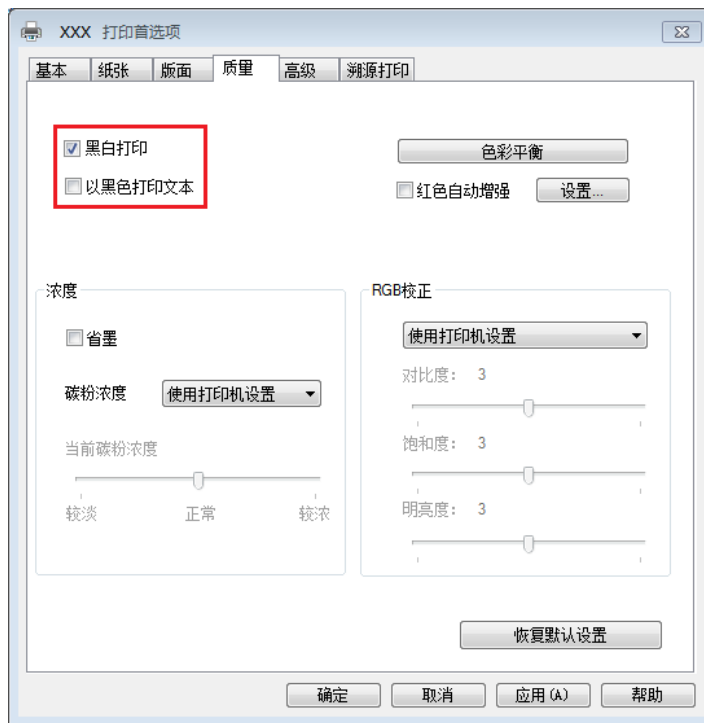 XXX 打印首选项
基本 纸张 版面 质量 高级 溯源打印
黑白打印 色彩平衡
以黑色打印文本 红色自动增强 设置...
浓度 RGB校正
省墨 使用打印机设置
碳粉浓度 使用打印机设置 对比度: 3
当前碳粉浓度 饱和度: 3
较淡 正常 较浓 明亮度: 3
恢复默认设置
确定 取消 应用(A) 帮助